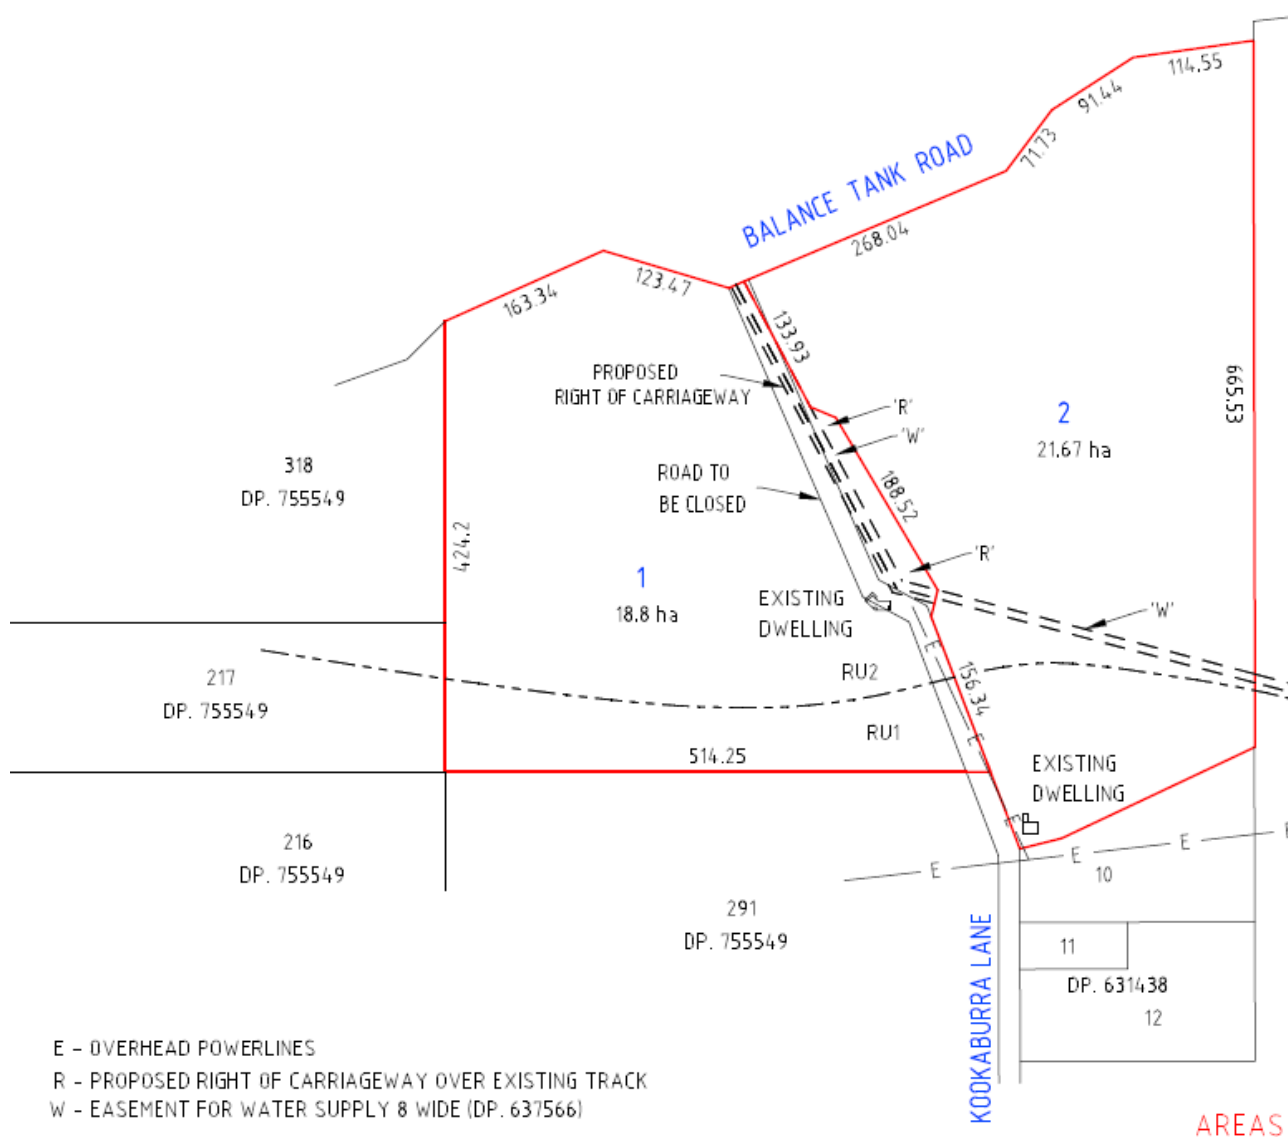 114.55
91.44
71.73
BALANCE TANK ROAD
268.04
123.47
163.34
133.93
PROPOSED
RIGHT OF CARRIAGEWAY
'R'
'W'
665.53
2
21.67 ha
318
DP. 755549
ROAD TO
BE CLOSED
188.52
424.2
1
18.8 ha
'R'
EXISTING
DWELLING
'W'
E
RU2
156.34
217
DP. 755549
RU1
E
514.25
EXISTING
DWELLING
E
216
DP. 755549
E
E
E
E
10
291
DP. 755549
KOOKABURRA LANE
11
DP. 631438
12
E - OVERHEAD POWERLINES
R - PROPOSED RIGHT OF CARRIAGEWAY OVER EXISTING TRACK
W - EASEMENT FOR WATER SUPPLY 8 WIDE (DP. 637566)
AREAS